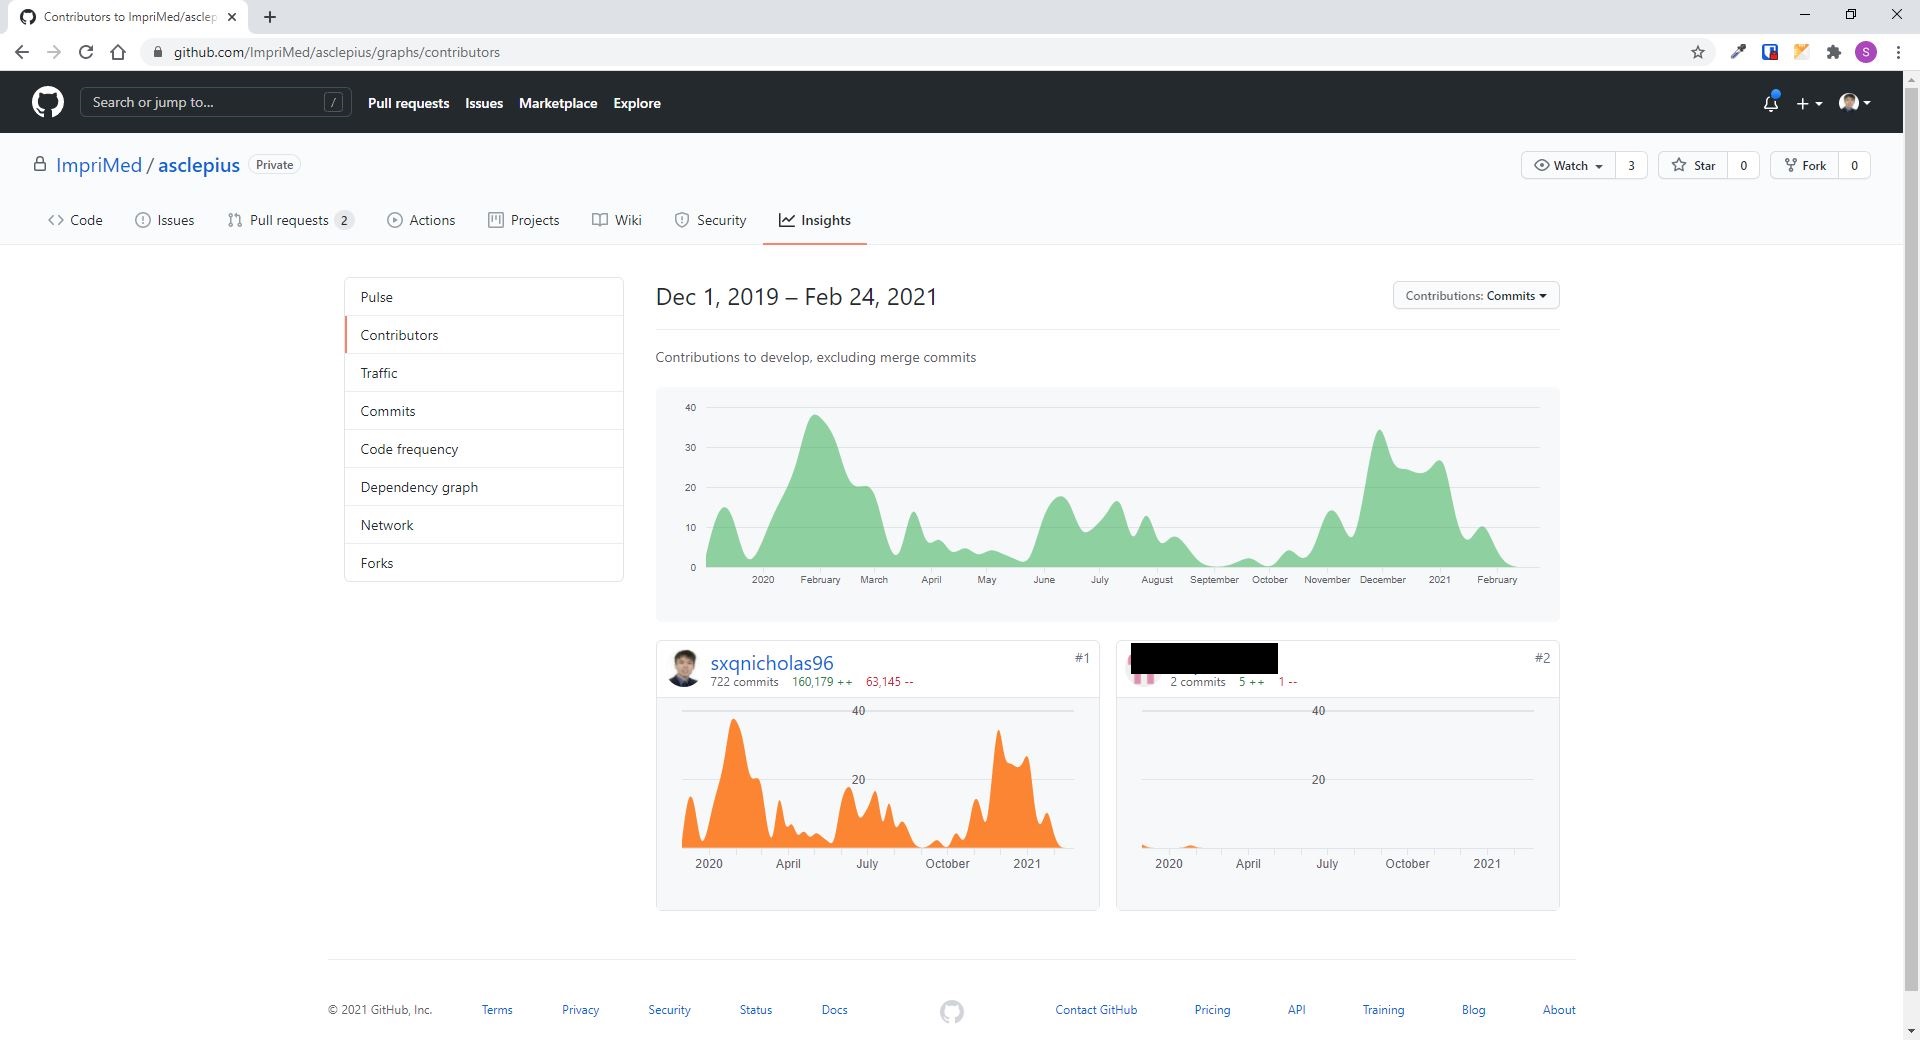 Contributors to ImpriMed/asclep
github.com/ImpriMed/asclepius/graphs/contributors
S
Search or jump to... /
Pull requests Issues Marketplace Explore
ImpriMed / asclepius Private
Watch 3 Star 0 Fork 0
Code Issues Pull requests 2 Actions Projects Wiki Security Insights
Pulse
Contributors
Traffic
Commits
Code frequency
Dependency graph
Network
Forks
Dec 1, 2019 – Feb 24, 2021
Contributions: Commits
Contributions to develop, excluding merge commits
40
30
20
10
0
2020 February March April May June July August September October November December 2021 February
sxqnicholas96 #1
722 commits 160,179 ++ 63,145 --
40
20
2020 April July October 2021
#2
2 commits 5 ++ 1 --
40
20
2020 April July October 2021
© 2021 GitHub, Inc. Terms Privacy Security Status Docs Contact GitHub Pricing API Training Blog About